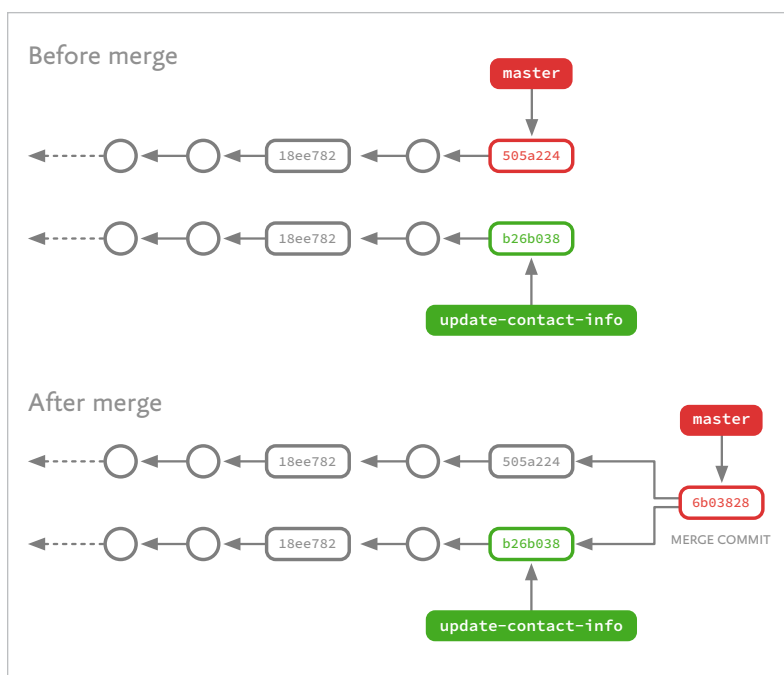 Before merge
master
18ee782
505a224
18ee782
b26b038
update-contact-info
After merge
master
18ee782
505a224
6b03828
MERGE COMMIT
18ee782
b26b038
update-contact-info